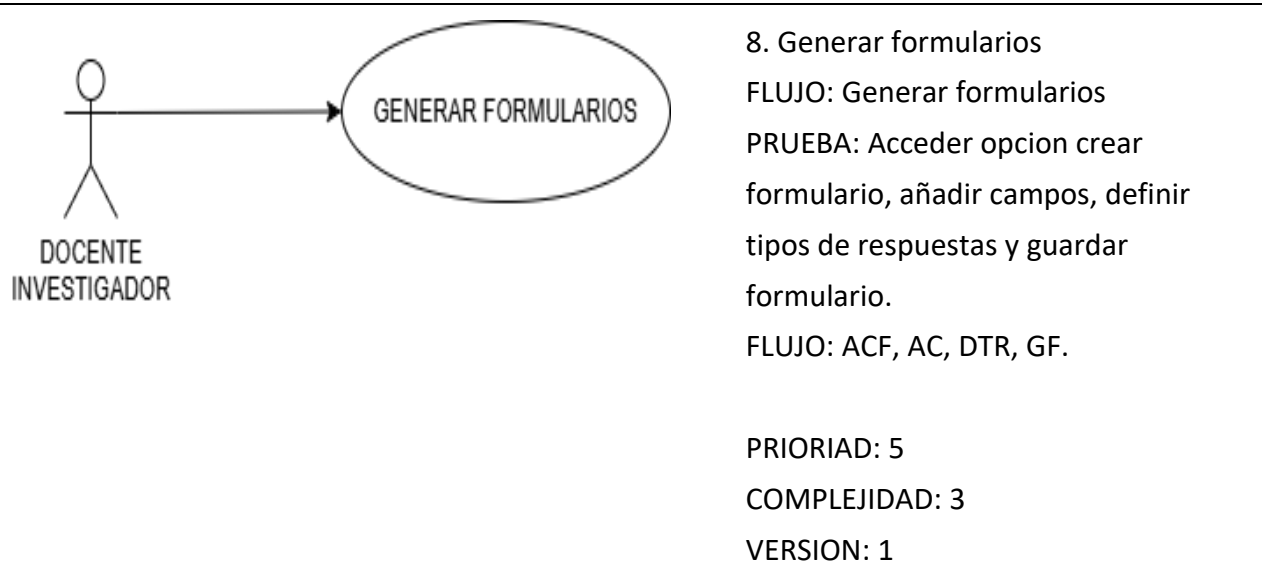 GENERAR FORMULARIOS
DOCENTE
INVESTIGADOR
8. Generar formularios
FLUJO: Generar formularios
PRUEBA: Acceder opcion crear
formulario, añadir campos, definir
tipos de respuestas y guardar
formulario.
FLUJO: ACF, AC, DTR, GF.
PRIORIAD: 5
COMPLEJIDAD: 3
VERSION: 1